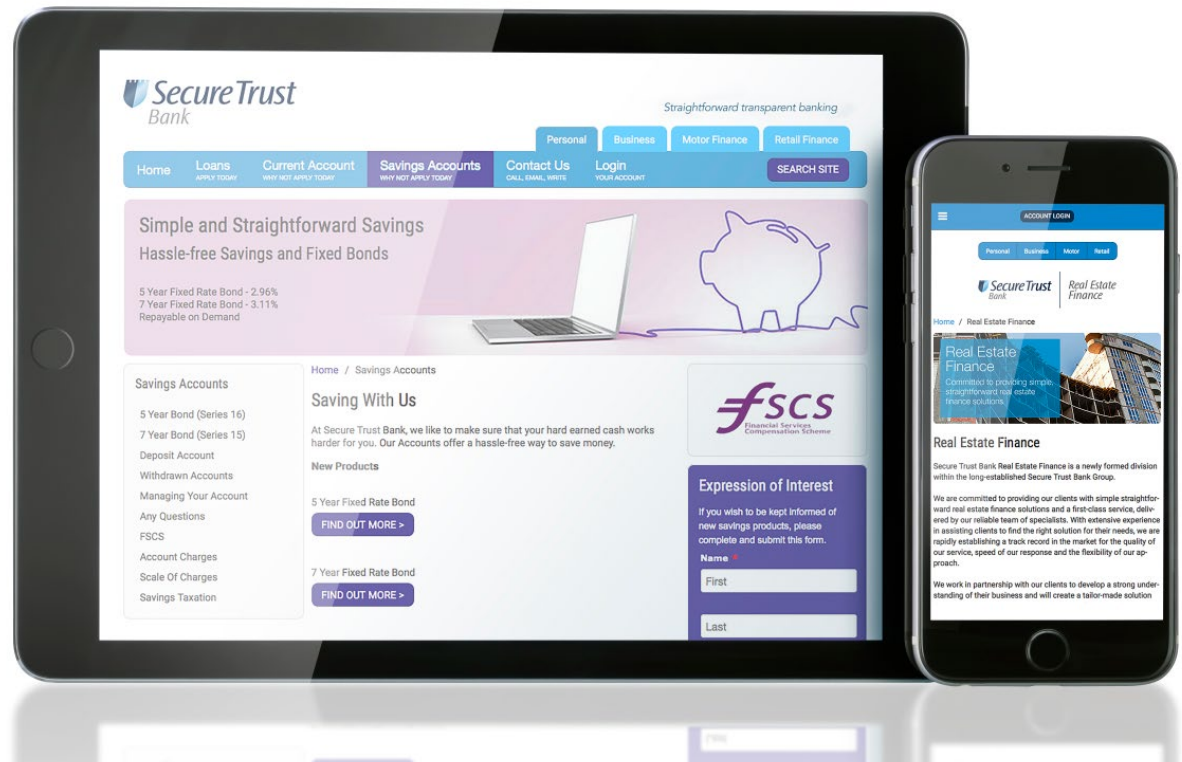 Secure Trust
Bank
Straightforward transparent banking
Personal
Business
Motor Finance
Retail Finance
Home
Loans
APPLY TODAY
Current Account
WHY NOT APPLY TODAY
Savings Accounts
WHY NOT APPLY TODAY
Contact Us
CALL, EMAIL, WRITE
Login
YOUR ACCOUNT
SEARCH SITE
Simple and Straightforward Savings
Hassle-free Savings and Fixed Bonds
5 Year Fixed Rate Bond - 2.96%
7 Year Fixed Rate Bond - 3.11%
Repayable on Demand
Savings Accounts
5 Year Bond (Series 16)
7 Year Bond (Series 15)
Deposit Account
Withdrawn Accounts
Managing Your Account
Any Questions
FSCS
Account Charges
Scale Of Charges
Savings Taxation
Home / Savings Accounts
Saving With Us
At Secure Trust Bank, we like to make sure that your hard earned cash works
harder for you. Our Accounts offer a hassle-free way to save money.
New Products
5 Year Fixed Rate Bond
FIND OUT MORE >
7 Year Fixed Rate Bond
FIND OUT MORE >
fscs
Financial Services
Compensation Scheme
Expression of Interest
If you wish to be kept informed of
new savings products, please
complete and submit this form.
Name *
First
Last
ACCOUNT LOGIN
Personal
Business
Motor
Retail
Secure Trust
Bank
Real Estate
Finance
Home / Real Estate Finance
Real Estate
Finance
Committed to providing simple,
straightforward real estate
finance solutions.
Real Estate Finance
Secure Trust Bank Real Estate Finance is a newly formed division
within the long-established Secure Trust Bank Group.
We are committed to providing our clients with simple straightfor-
ward real estate finance solutions and a first-class service, deliv-
ered by our reliable team of specialists. With extensive experience
in assisting clients to find the right solution for their needs, we are
rapidly establishing a track record in the market for the quality of
our service, speed of our response and the flexibility of our ap-
proach.
We work in partnership with our clients to develop a strong under-
standing of their business and will create a tailor-made solution